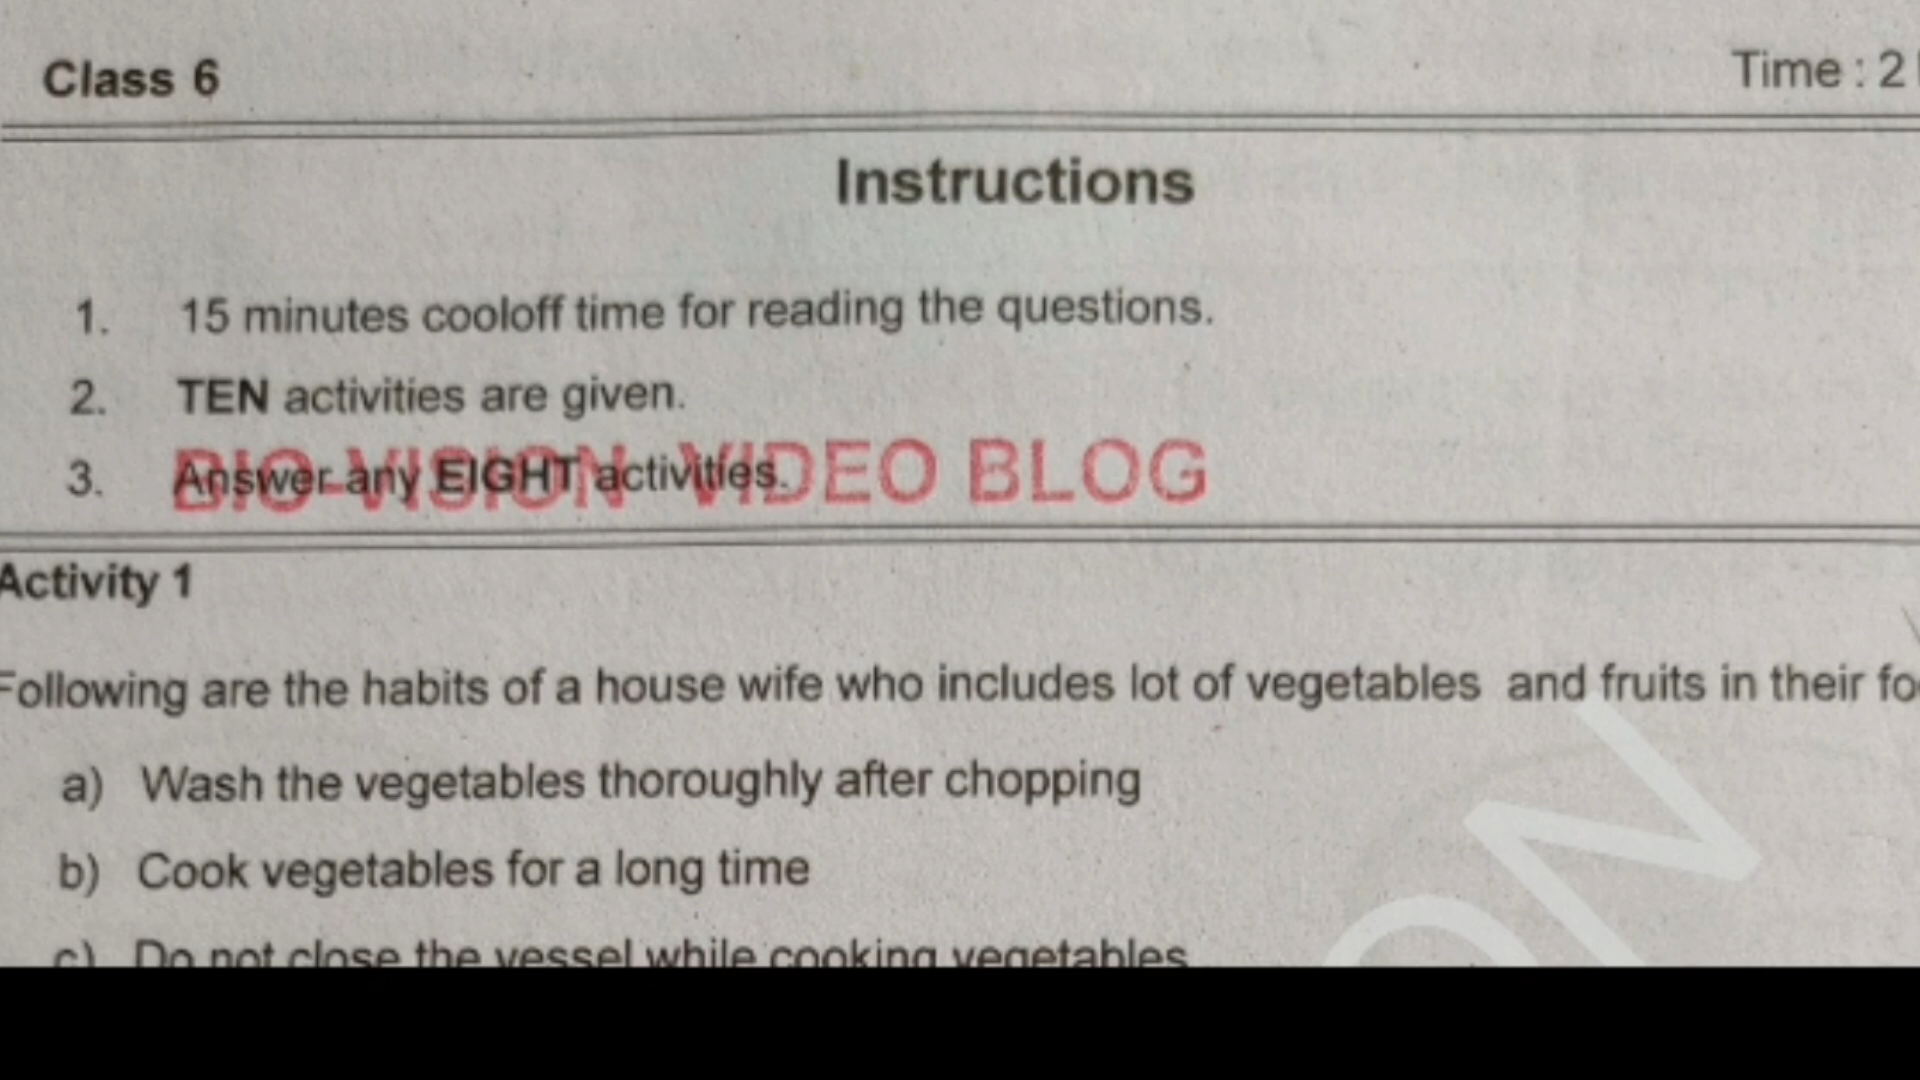 Class 6
Time : 2
Instructions
1. 15 minutes cooloff time for reading the questions.
2. TEN activities are given.
3. Answer any EIGHT activities.
BIO-VISION VIDEO BLOG
Activity 1
Following are the habits of a house wife who includes lot of vegetables and fruits in their fo
a) Wash the vegetables thoroughly after chopping
b) Cook vegetables for a long time
c) Do not close the vessel while cooking vegetables
ON